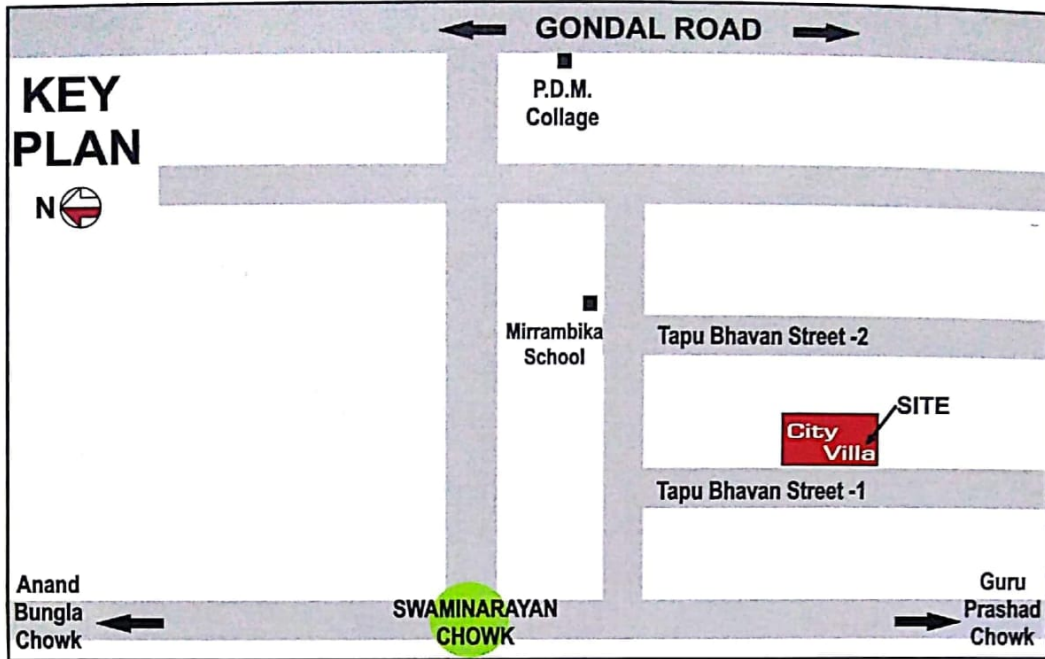 GONDAL ROAD
KEY
PLAN
N
P.D.M.
Collage
Mirrambika
School
Tapu Bhavan Street -2
SITE
City
Villa
Tapu Bhavan Street -1
Anand
Bungla
Chowk
SWAMINARAYAN
CHOWK
Guru
Prashad
Chowk